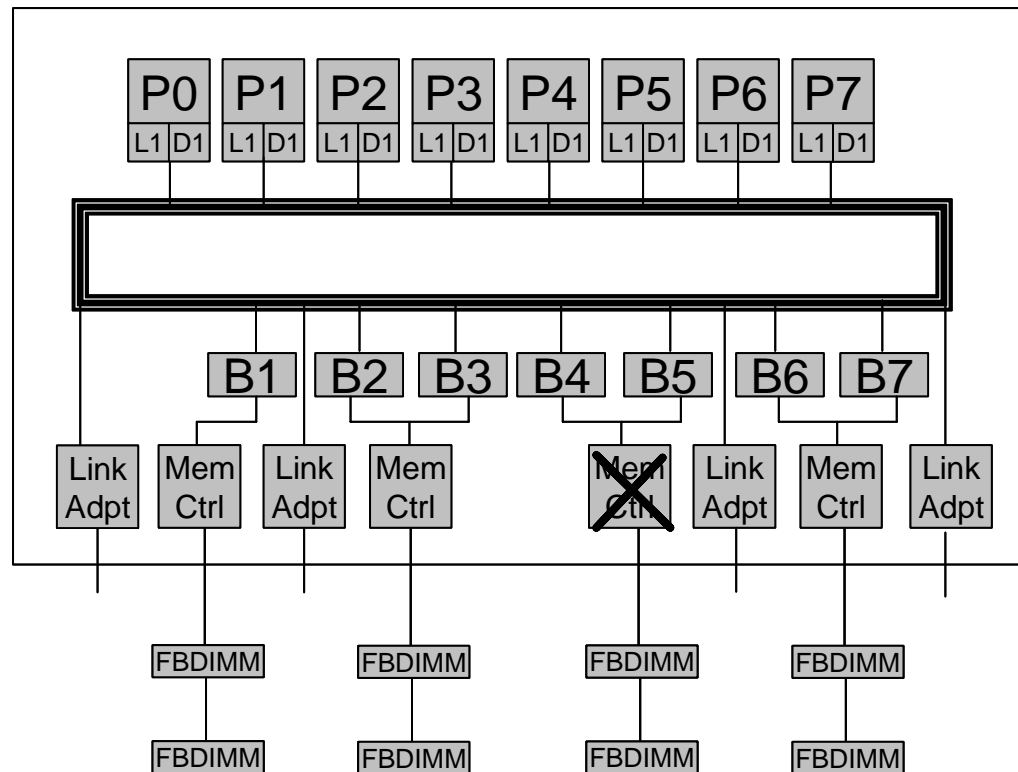 P0 P1 P2 P3 P4 P5 P6 P7
L1 D1 L1 D1 L1 D1 L1 D1 L1 D1 L1 D1 L1 D1 L1 D1
B1 B2 B3 B4 B5 B6 B7
Link Mem Link Mem Mem Link Mem Link
Adpt Ctrl Adpt Ctrl Ctrl Adpt Ctrl Adpt
FBDIMM FBDIMM FBDIMM FBDIMM
FBDIMM FBDIMM FBDIMM FBDIMM